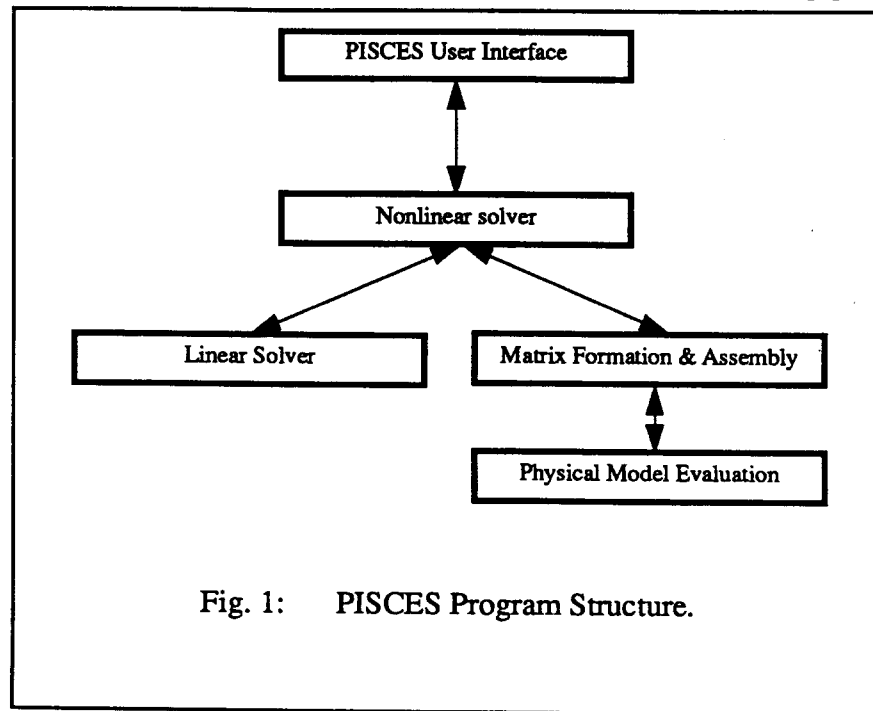 PISCES User Interface
Nonlinear solver
Linear Solver
Matrix Formation & Assembly
Physical Model Evaluation
Fig. 1: PISCES Program Structure.